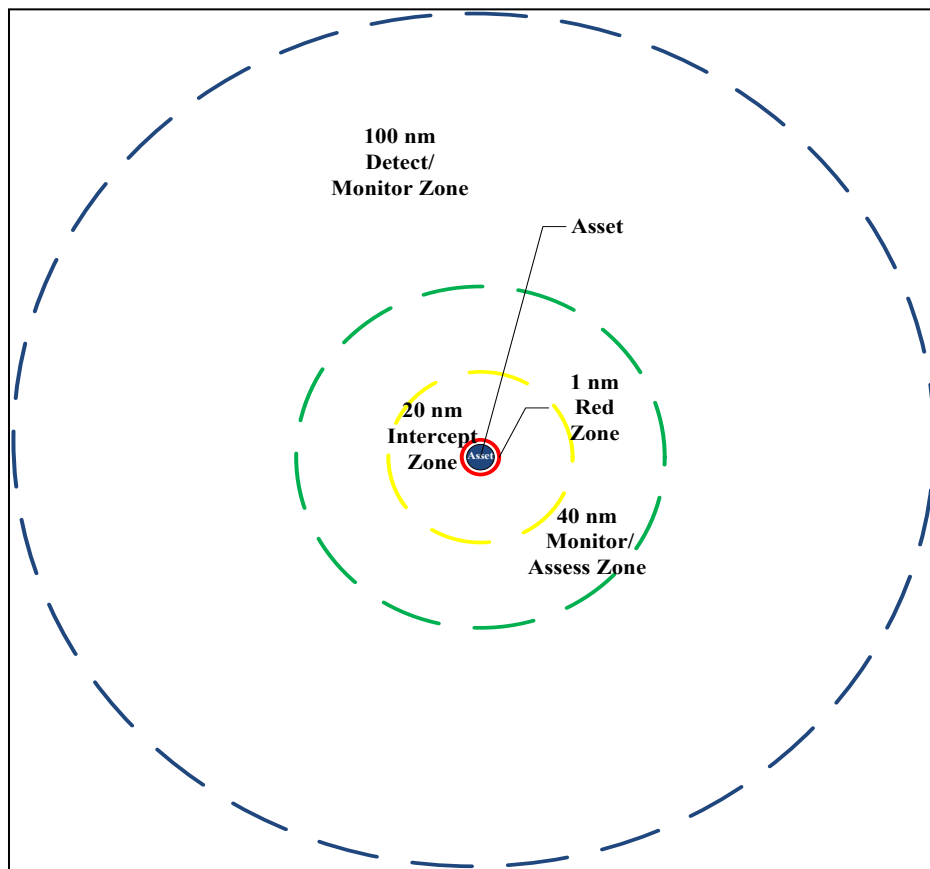 100 nm
Detect/
Monitor Zone
Asset
1 nm
Red
Zone
20 nm
Intercept
Zone
Asset
40 nm
Monitor/
Assess Zone